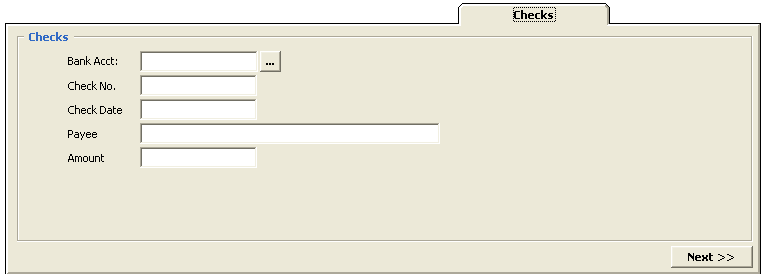 Checks
Checks
Bank Acct:
...
Check No.
Check Date
Payee
Amount
Next >>